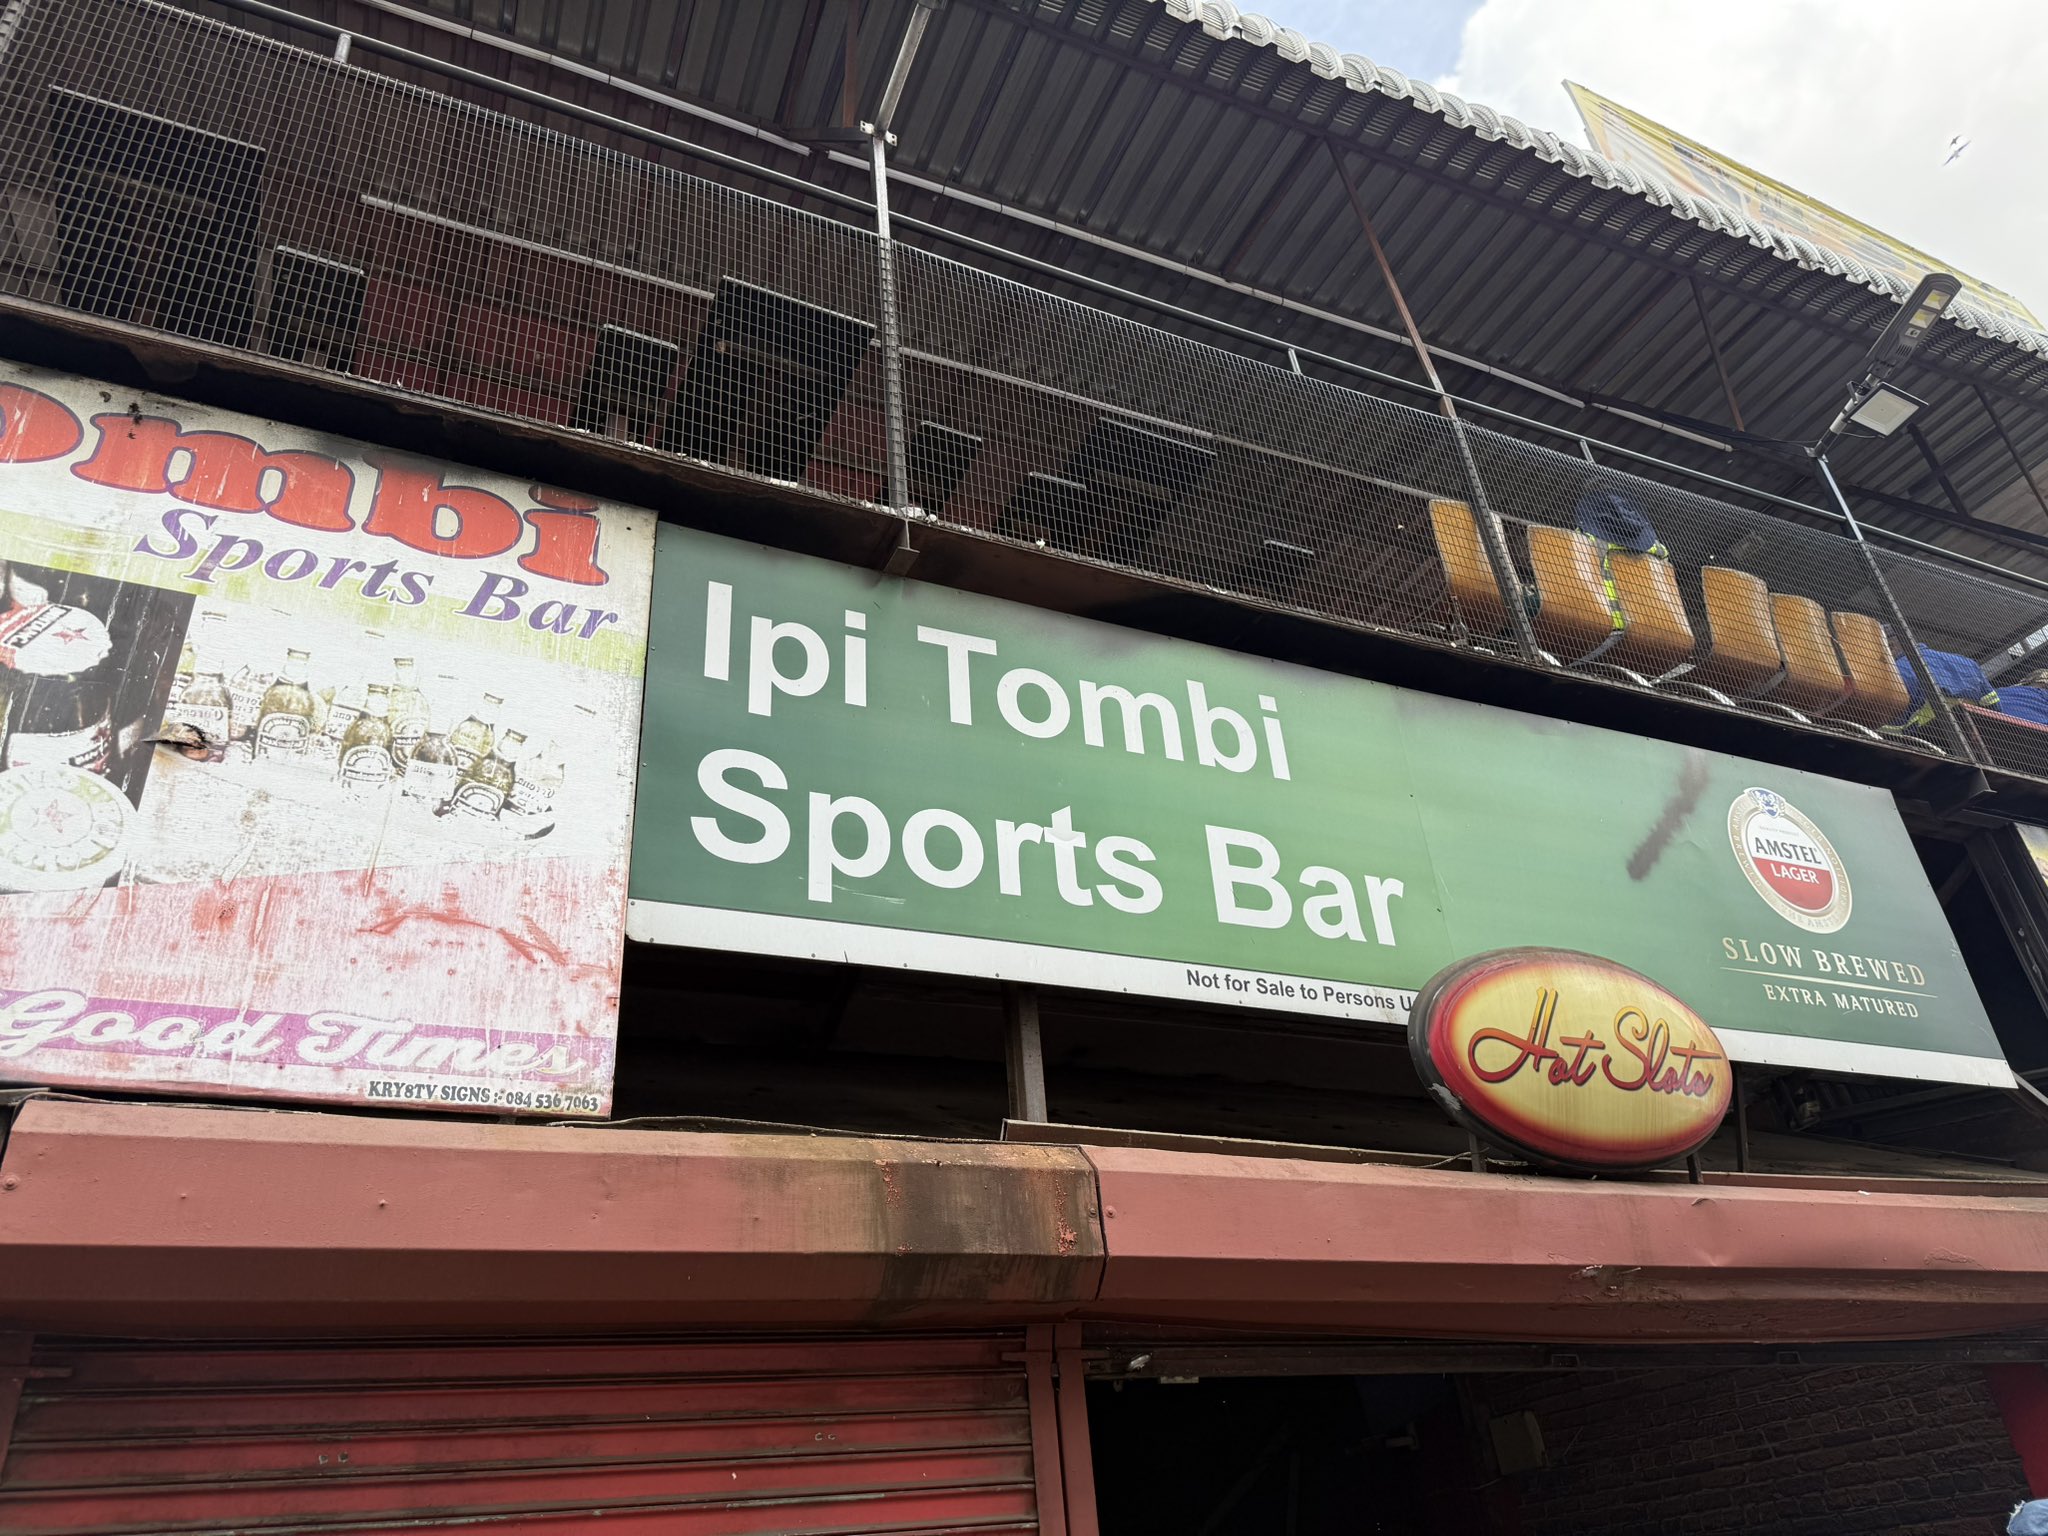 ombi
Sports Bar
Good Times
KRY8TV SIGNS :- 084 536 7063
Ipi Tombi
Sports Bar
Not for Sale to Persons U
AMSTEL
LAGER
SLOW BREWED
EXTRA MATURED
Hot Slots